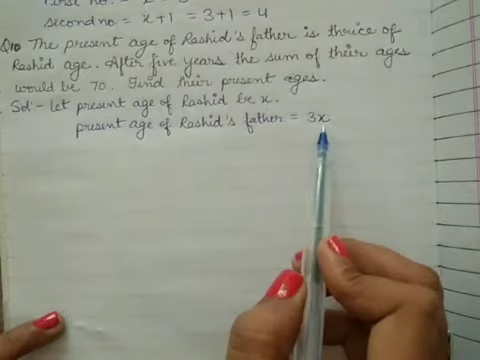 second no = x+1 = 3+1 = 4
Q10 The present age of Rashid's father is thrice of
Rashid age. After five years the sum of their ages
would be 70. Find their present ages.
Sol - let present age of Rashid be x.
present age of Rashid's father = 3x